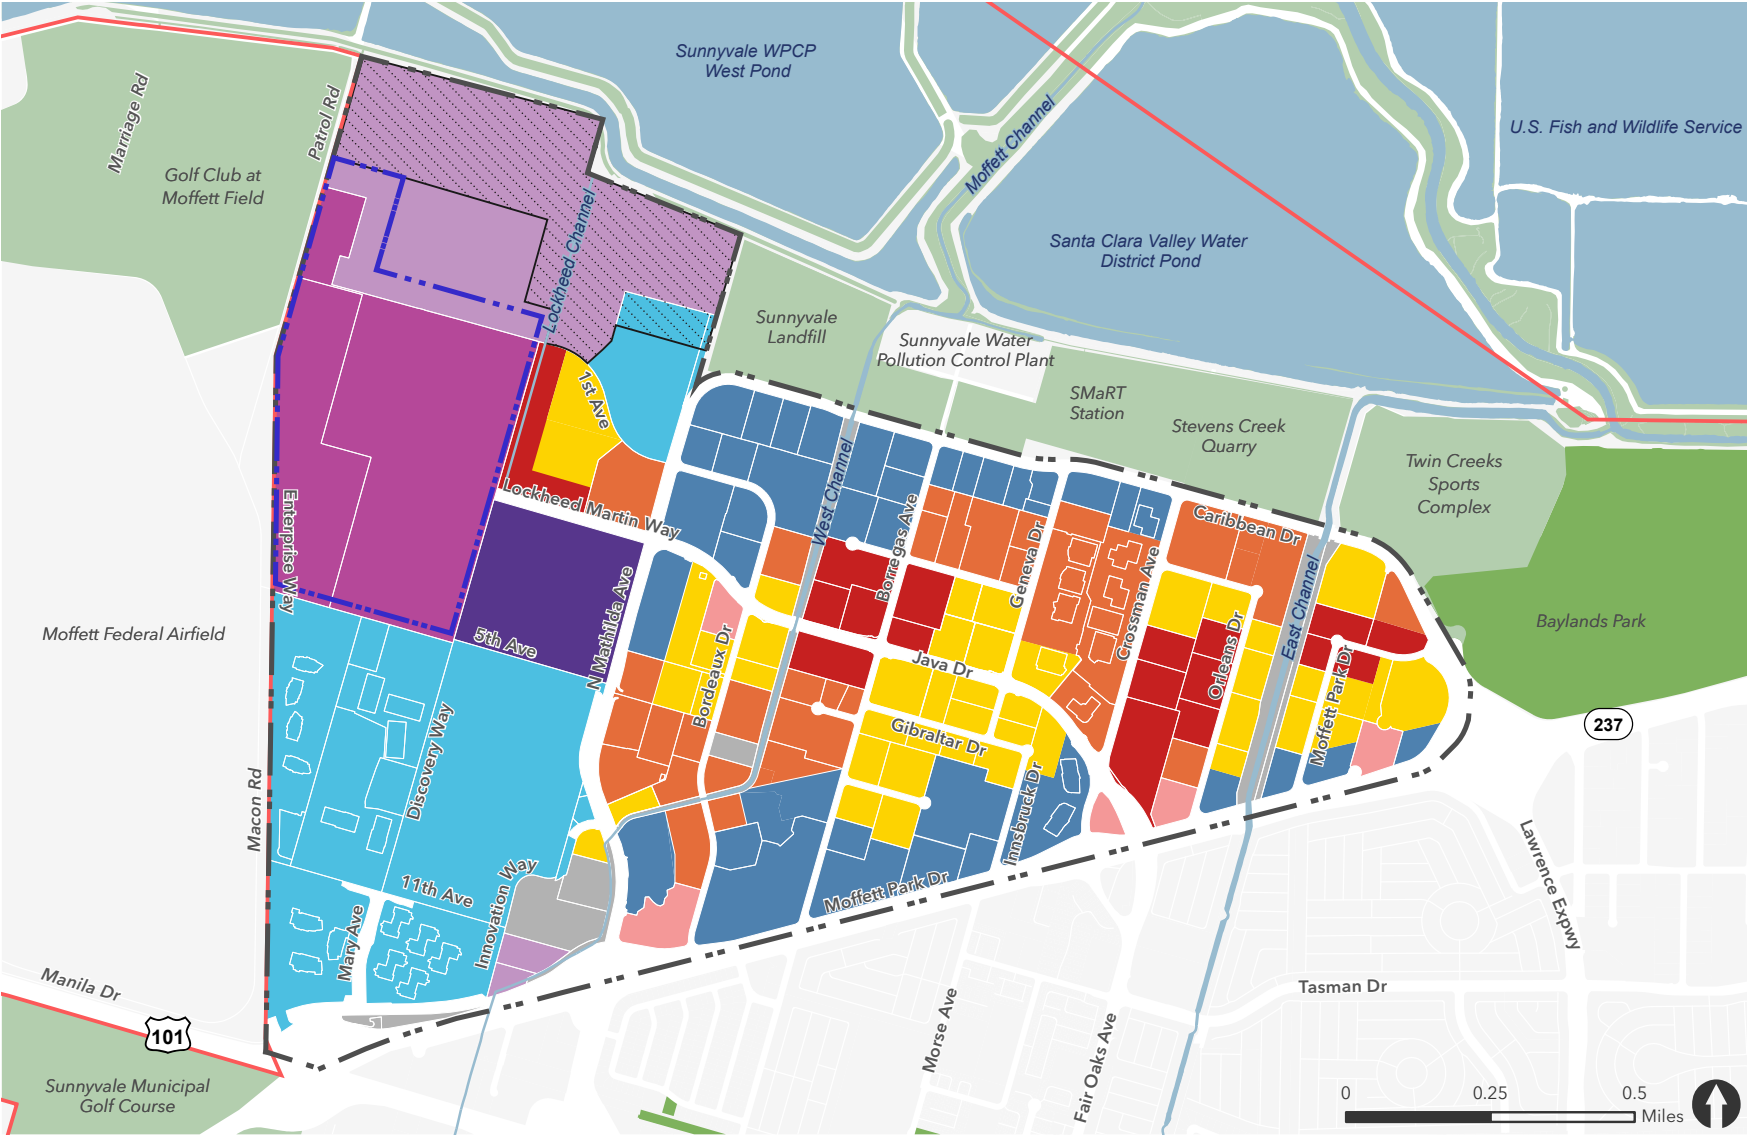 Sunnyvale WPCP
West Pond
U.S. Fish and Wildlife Service
Marriage Rd
Patrol Rd
Moffett Channel
Golf Club at
Moffett Field
Lockheed Channel
Santa Clara Valley Water
District Pond
Sunnyvale
Landfill
Sunnyvale Water
Pollution Control Plant
SMaRT
Station
Stevens Creek
Quarry
Twin Creeks
Sports
Complex
1st Ave
West Channel
Lockheed Martin Way
Borregas Ave
Geneva Dr
Caribbean Dr
Crossman Ave
East Channel
Enterprise Way
Moffett Federal Airfield
5th Ave
N Mathilda Ave
Bordeaux Dr
Java Dr
Orleans Dr
Moffett Park Dr
Baylands Park
237
Gibraltar Dr
Discovery Way
Innsbruck Dr
Macon Rd
11th Ave
Innovation Way
Mary Ave
Moffett Park Dr
Lawrence Expwy
Manila Dr
101
Tasman Dr
Morse Ave
Fair Oaks Ave
Sunnyvale Municipal
Golf Course
0 0.25 0.5
Miles